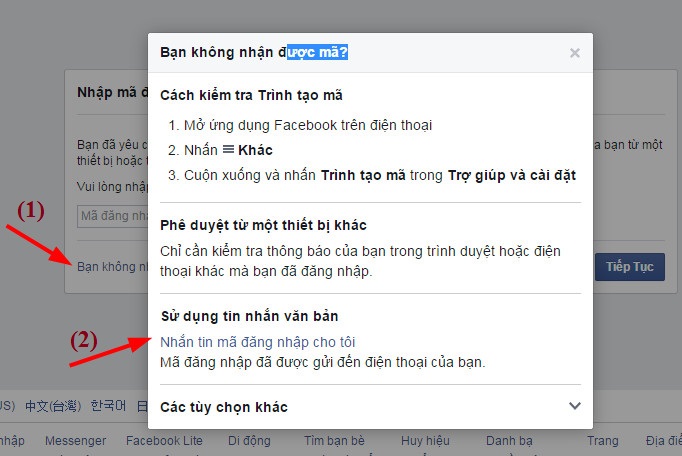 Bạn không nhận được mã?
×
Cách kiểm tra Trình tạo mã
1. Mở ứng dụng Facebook trên điện thoại
2. Nhấn ≡ Khác
3. Cuộn xuống và nhấn Trình tạo mã trong Trợ giúp và cài đặt
Phê duyệt từ một thiết bị khác
Chỉ cần kiểm tra thông báo của bạn trong trình duyệt hoặc điện
thoại khác mà bạn đã đăng nhập.
Sử dụng tin nhắn văn bản
Nhắn tin mã đăng nhập cho tôi
Mã đăng nhập đã được gửi đến điện thoại của bạn.
Các tùy chọn khác
Nhập mã
Bạn đã yêu
a bạn từ một
thiết bị hoặc
Vui lòng nhập
Mã đăng
(1)
Bạn không
Tiếp Tục
(2)
US) 中文(台灣) 한국어 日
nhập Messenger Facebook Lite Di động Tìm bạn bè Huy hiệu Danh bạ Trang Địa